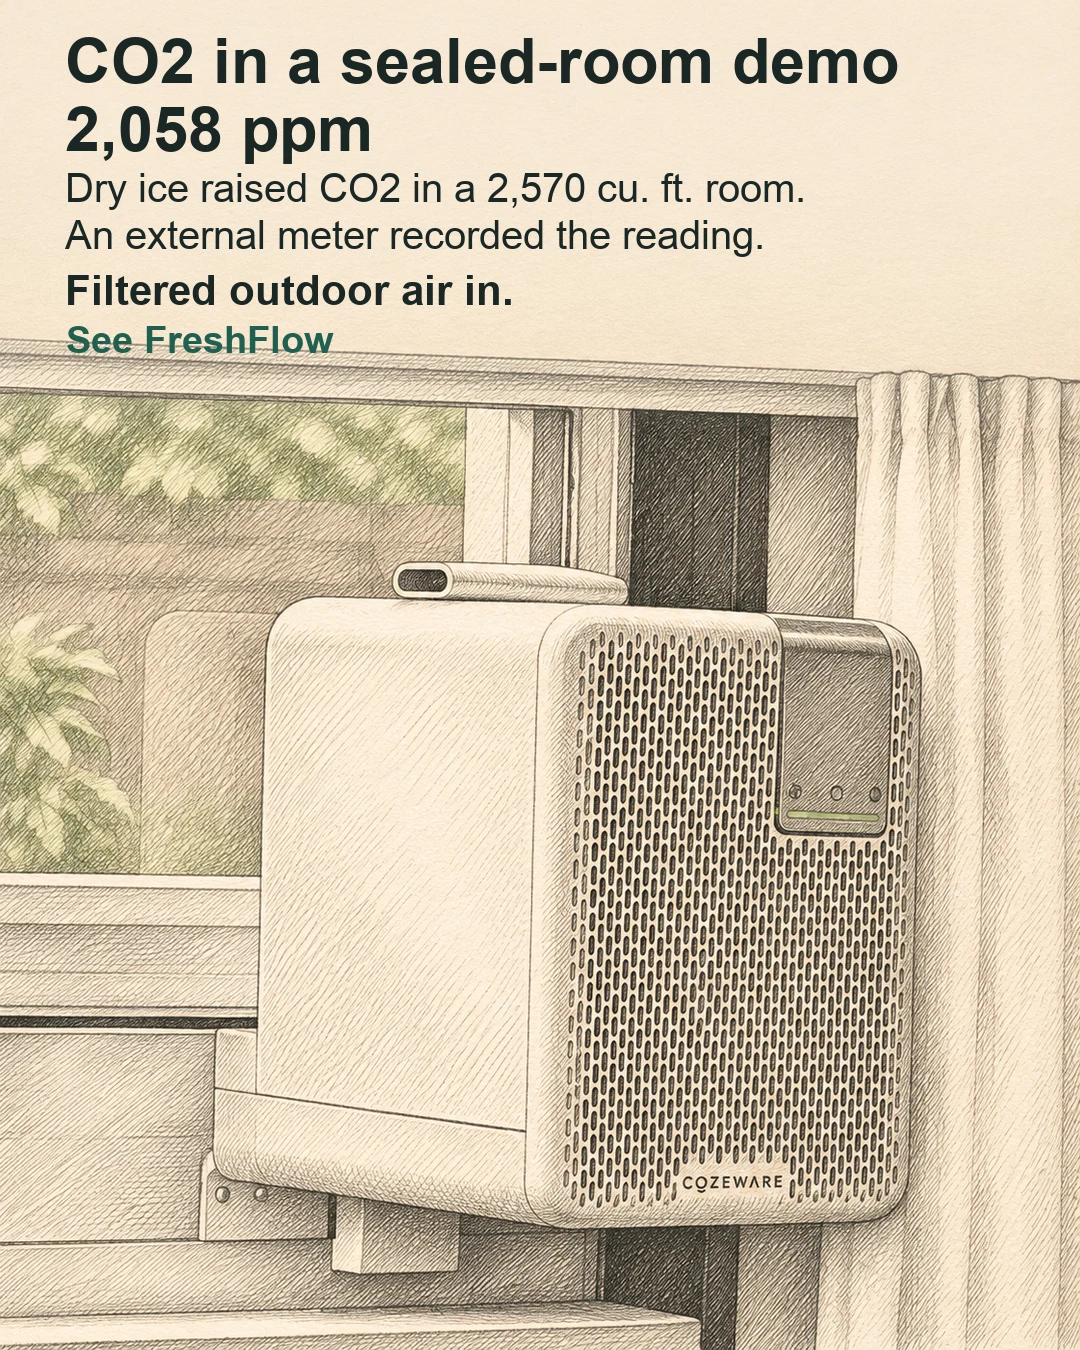 CO2 in a sealed-room demo
2,058 ppm
Dry ice raised CO2 in a 2,570 cu. ft. room.
An external meter recorded the reading.
Filtered outdoor air in.
See FreshFlow
COZEWARE